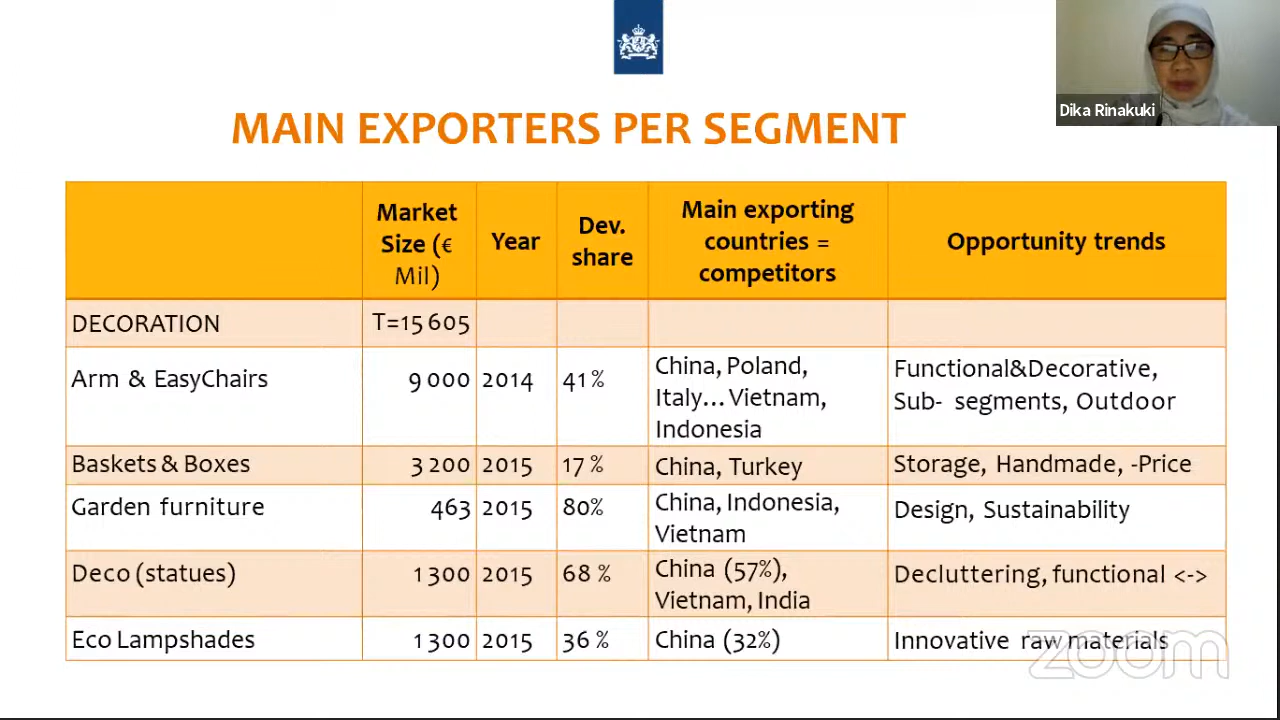 Dika Rinakuki
MAIN EXPORTERS PER SEGMENT
Market Size (€ Mil) Year Dev. share Main exporting countries = competitors Opportunity trends
DECORATION T=15 605
Arm & EasyChairs 9 000 2014 41 % China, Poland, Italy… Vietnam, Indonesia Functional&Decorative, Sub- segments, Outdoor
Baskets & Boxes 3 200 2015 17 % China, Turkey Storage, Handmade, -Price
Garden furniture 463 2015 80% China, Indonesia, Vietnam Design, Sustainability
Deco (statues) 1 300 2015 68 % China (57%), Vietnam, India Decluttering, functional <->
Eco Lampshades 1 300 2015 36 % China (32%) Innovative raw materials
zoom